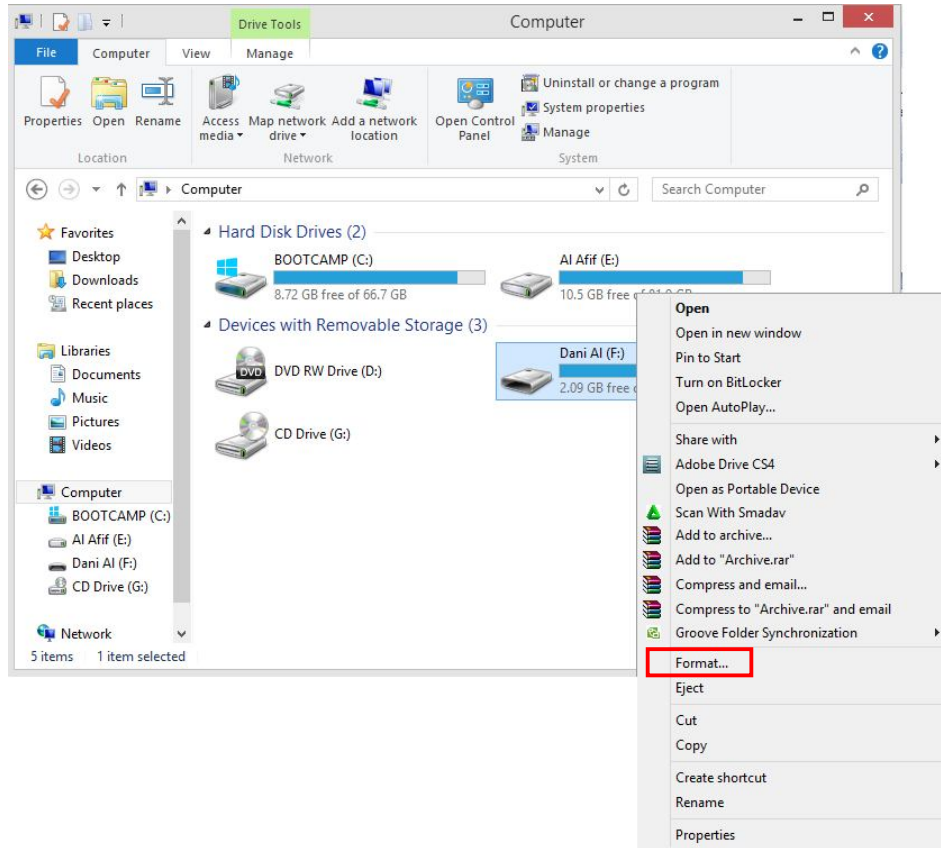 Drive Tools
Computer
File
Computer
View
Manage
Properties
Open
Rename
Access media
Map network drive
Add a network location
Open Control Panel
Uninstall or change a program
System properties
Manage
Location
Network
System
Computer
Search Computer
Favorites
Desktop
Downloads
Recent places
Libraries
Documents
Music
Pictures
Videos
Computer
BOOTCAMP (C:)
Al Afif (E:)
Dani Al (F:)
CD Drive (G:)
Network
5 items
1 item selected
Hard Disk Drives (2)
BOOTCAMP (C:)
8.72 GB free of 66.7 GB
Al Afif (E:)
10.5 GB free
Devices with Removable Storage (3)
DVD RW Drive (D:)
DVD
Dani Al (F:)
2.09 GB free
CD Drive (G:)
Open
Open in new window
Pin to Start
Turn on BitLocker
Open AutoPlay...
Share with
Adobe Drive CS4
Open as Portable Device
Scan With Smadav
Add to archive...
Add to "Archive.rar"
Compress and email...
Compress to "Archive.rar" and email
Groove Folder Synchronization
Format...
Eject
Cut
Copy
Create shortcut
Rename
Properties